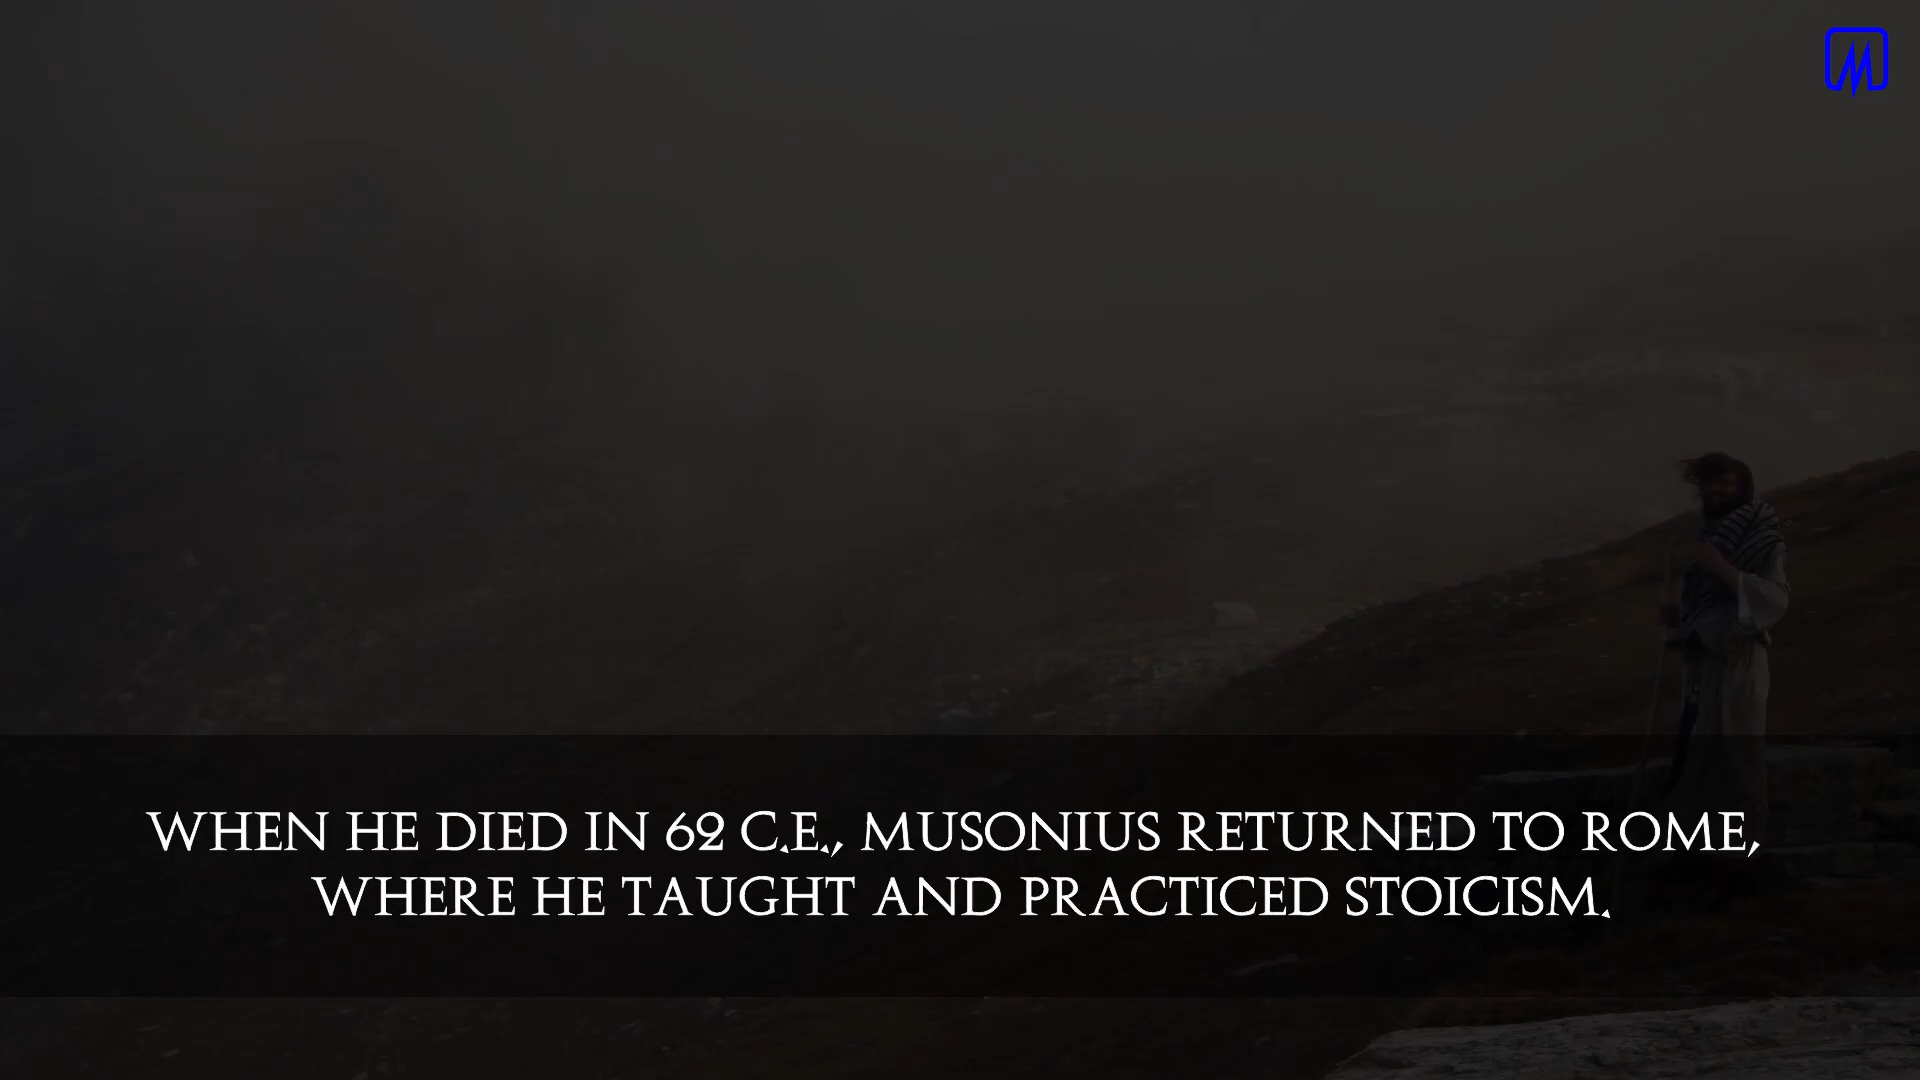 WHEN HE DIED IN 62 C.E., MUSONIUS RETURNED TO ROME,
WHERE HE TAUGHT AND PRACTICED STOICISM.